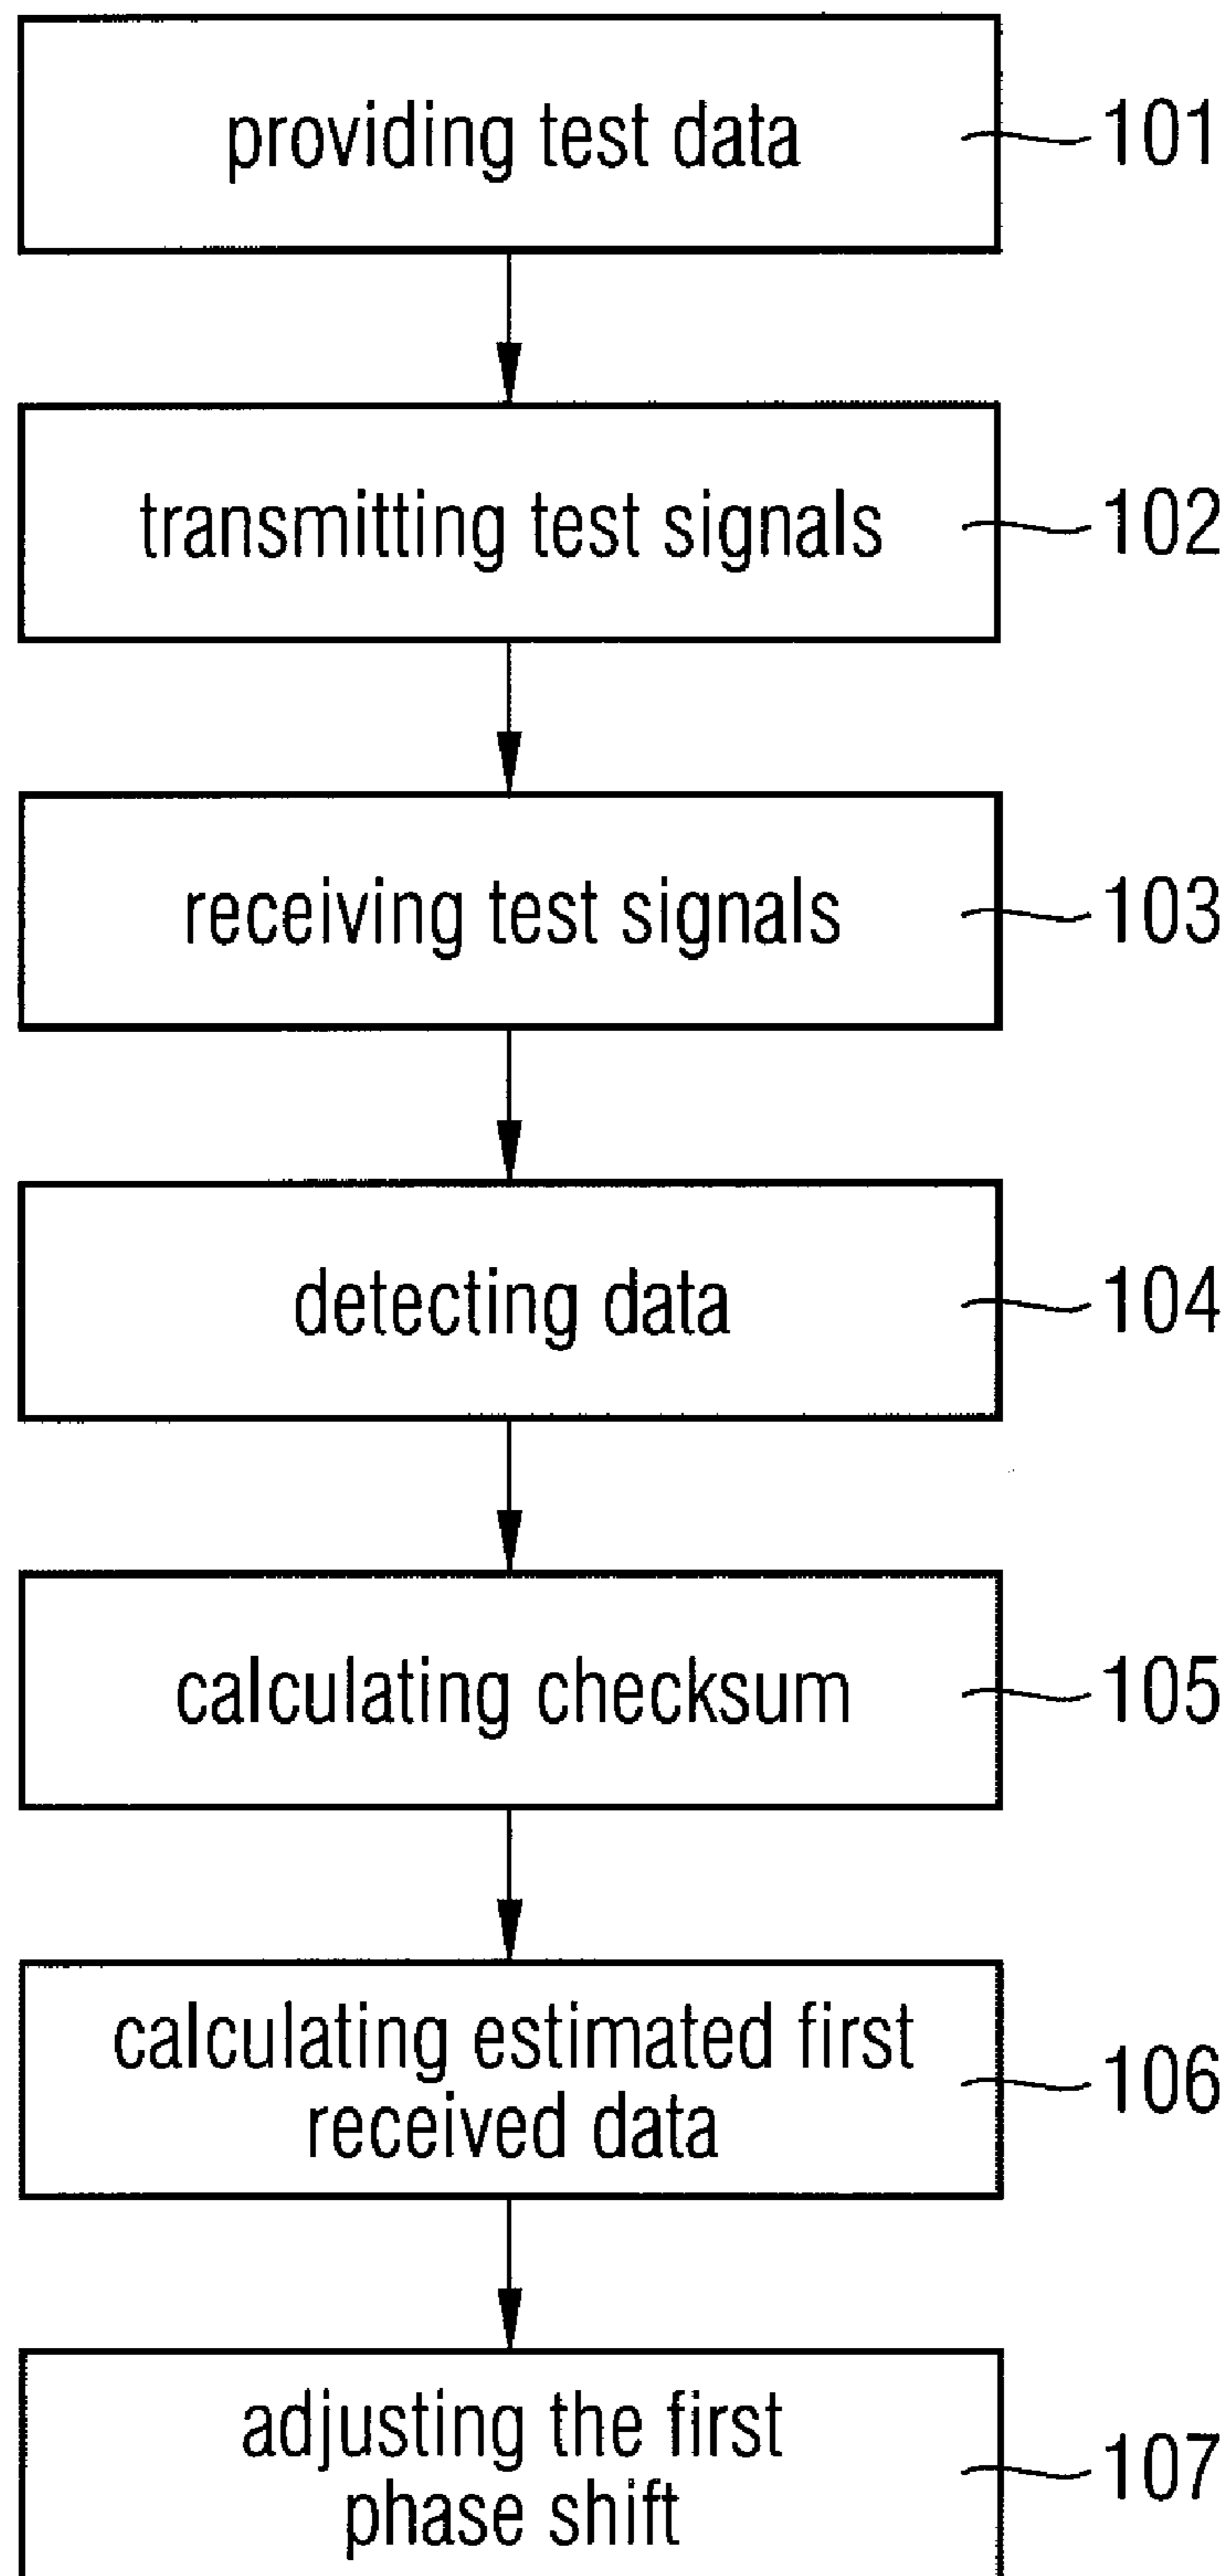 providing test data
101
transmitting test signals
102
receiving test signals
103
detecting data
104
calculating checksum
105
calculating estimated first
received data
106
adjusting the first
phase shift
107